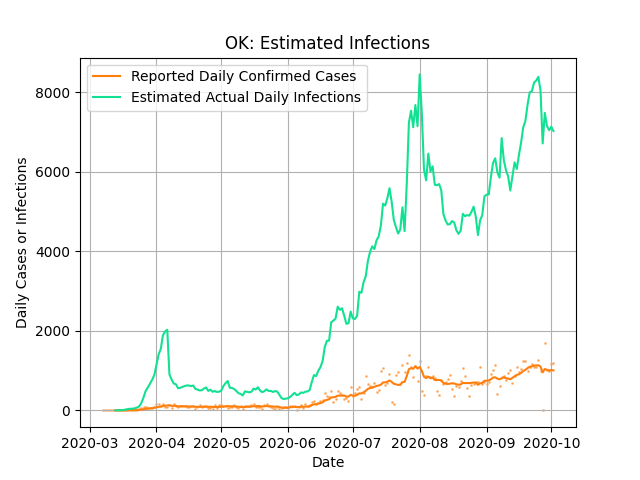 OK: Estimated Infections
Reported Daily Confirmed Cases
Estimated Actual Daily Infections
Daily Cases or Infections
8000
6000
4000
2000
0
2020-03 2020-04 2020-05 2020-06 2020-07 2020-08 2020-09 2020-10
Date